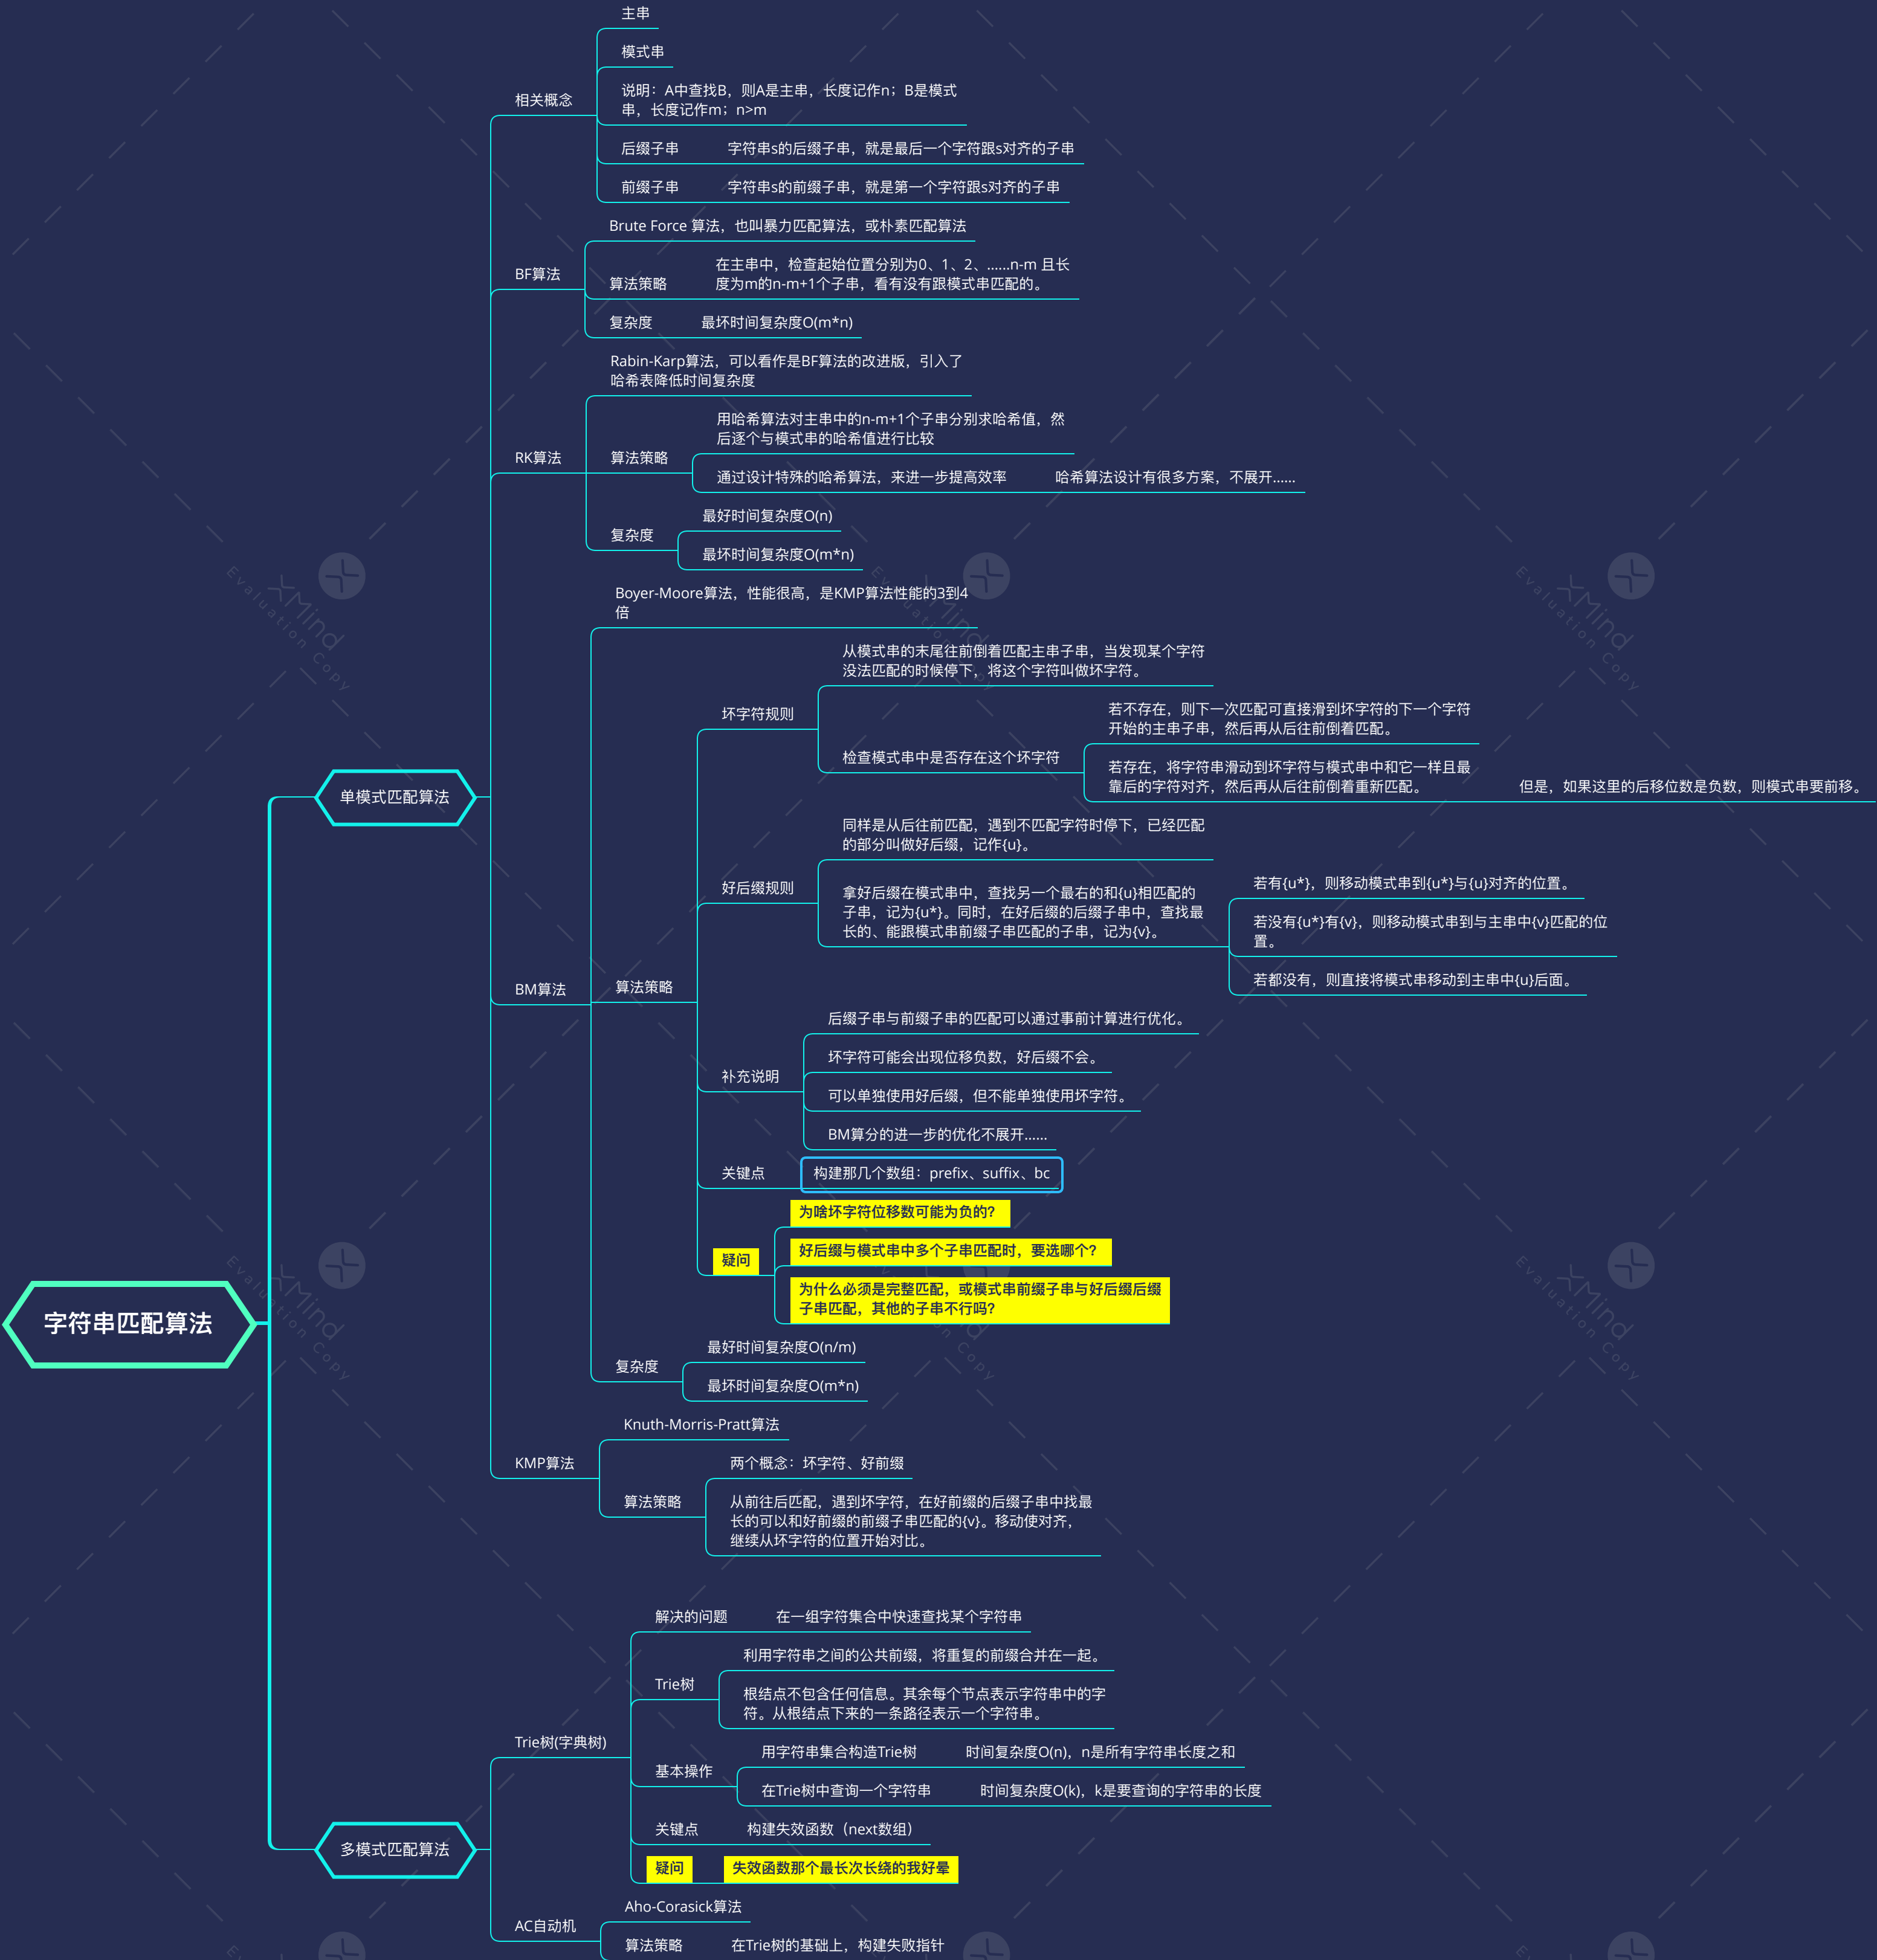 字符串匹配算法
单模式匹配算法
相关概念
主串
模式串
说明：A中查找B，则A是主串，长度记作n；B是模式
串，长度记作m；n>m
后缀子串
字符串s的后缀子串，就是最后一个字符跟s对齐的子串
前缀子串
字符串s的前缀子串，就是第一个字符跟s对齐的子串
BF算法
Brute Force 算法，也叫暴力匹配算法，或朴素匹配算法
算法策略
在主串中，检查起始位置分别为0、1、2、……n-m 且长
度为m的n-m+1个子串，看有没有跟模式串匹配的。
复杂度
最坏时间复杂度O(m*n)
RK算法
Rabin-Karp算法，可以看作是BF算法的改进版，引入了
哈希表降低时间复杂度
算法策略
用哈希算法对主串中的n-m+1个子串分别求哈希值，然
后逐个与模式串的哈希值进行比较
通过设计特殊的哈希算法，来进一步提高效率
哈希算法设计有很多方案，不展开……
复杂度
最好时间复杂度O(n)
最坏时间复杂度O(m*n)
BM算法
Boyer-Moore算法，性能很高，是KMP算法性能的3到4
倍
算法策略
坏字符规则
从模式串的末尾往前倒着匹配主串子串，当发现某个字符
没法匹配的时候停下，将这个字符叫做坏字符。
检查模式串中是否存在这个坏字符
若不存在，则下一次匹配可直接滑到坏字符的下一个字符
开始的主串子串，然后再从后往前倒着匹配。
若存在，将字符串滑动到坏字符与模式串中和它一样且最
靠后的字符对齐，然后再从后往前倒着重新匹配。
但是，如果这里的后移位数是负数，则模式串要前移。
好后缀规则
同样是从后往前匹配，遇到不匹配字符时停下，已经匹配
的部分叫做好后缀，记作{u}。
拿好后缀在模式串中，查找另一个最右的和{u}相匹配的
子串，记为{u*}。同时，在好后缀的后缀子串中，查找最
长的、能跟模式串前缀子串匹配的子串，记为{v}。
若有{u*}，则移动模式串到{u*}与{u}对齐的位置。
若没有{u*}有{v}，则移动模式串到与主串中{v}匹配的位
置。
若都没有，则直接将模式串移动到主串中{u}后面。
补充说明
后缀子串与前缀子串的匹配可以通过事前计算进行优化。
坏字符可能会出现位移负数，好后缀不会。
可以单独使用好后缀，但不能单独使用坏字符。
BM算分的进一步的优化不展开……
关键点
构建那几个数组：prefix、suffix、bc
疑问
为啥坏字符位移数可能为负的？
好后缀与模式串中多个子串匹配时，要选哪个？
为什么必须是完整匹配，或模式串前缀子串与好后缀后缀
子串匹配，其他的子串不行吗？
复杂度
最好时间复杂度O(n/m)
最坏时间复杂度O(m*n)
KMP算法
Knuth-Morris-Pratt算法
算法策略
两个概念：坏字符、好前缀
从前往后匹配，遇到坏字符，在好前缀的后缀子串中找最
长的可以和好前缀的前缀子串匹配的{v}。移动使对齐，
继续从坏字符的位置开始对比。
多模式匹配算法
Trie树(字典树)
解决的问题
在一组字符集合中快速查找某个字符串
Trie树
利用字符串之间的公共前缀，将重复的前缀合并在一起。
根结点不包含任何信息。其余每个节点表示字符串中的字
符。从根结点下来的一条路径表示一个字符串。
基本操作
用字符串集合构造Trie树
时间复杂度O(n)，n是所有字符串长度之和
在Trie树中查询一个字符串
时间复杂度O(k)，k是要查询的字符串的长度
关键点
构建失效函数（next数组）
疑问
失效函数那个最长次长绕的我好晕
AC自动机
Aho-Corasick算法
算法策略
在Trie树的基础上，构建失败指针
XMind
Evaluation Copy
XMind
Evaluation Copy
XMind
Evaluation Copy
XMind
Evaluation Copy
XMind
Evaluation Copy
XMind
Evaluation Copy